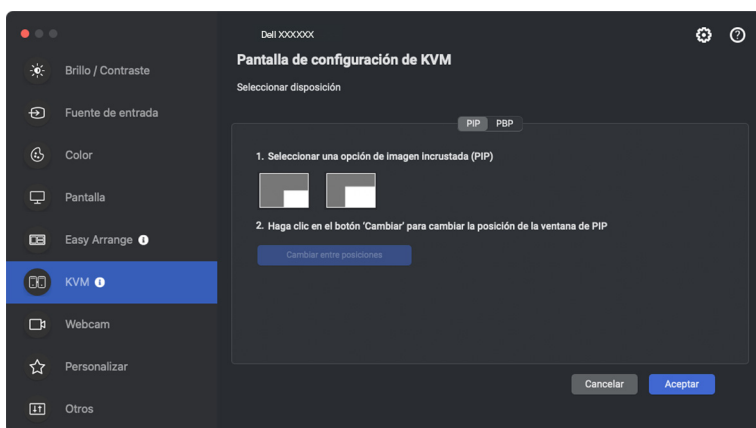 Dell XXXXXX
Pantalla de configuración de KVM
Seleccionar disposición
Brillo / Contraste
Fuente de entrada
Color
Pantalla
Easy Arrange
KVM
Webcam
Personalizar
Otros
PIP PBP
1. Seleccionar una opción de imagen incrustada (PIP)
2. Haga clic en el botón ‘Cambiar’ para cambiar la posición de la ventana de PIP
Cambiar entre posiciones
Cancelar Aceptar